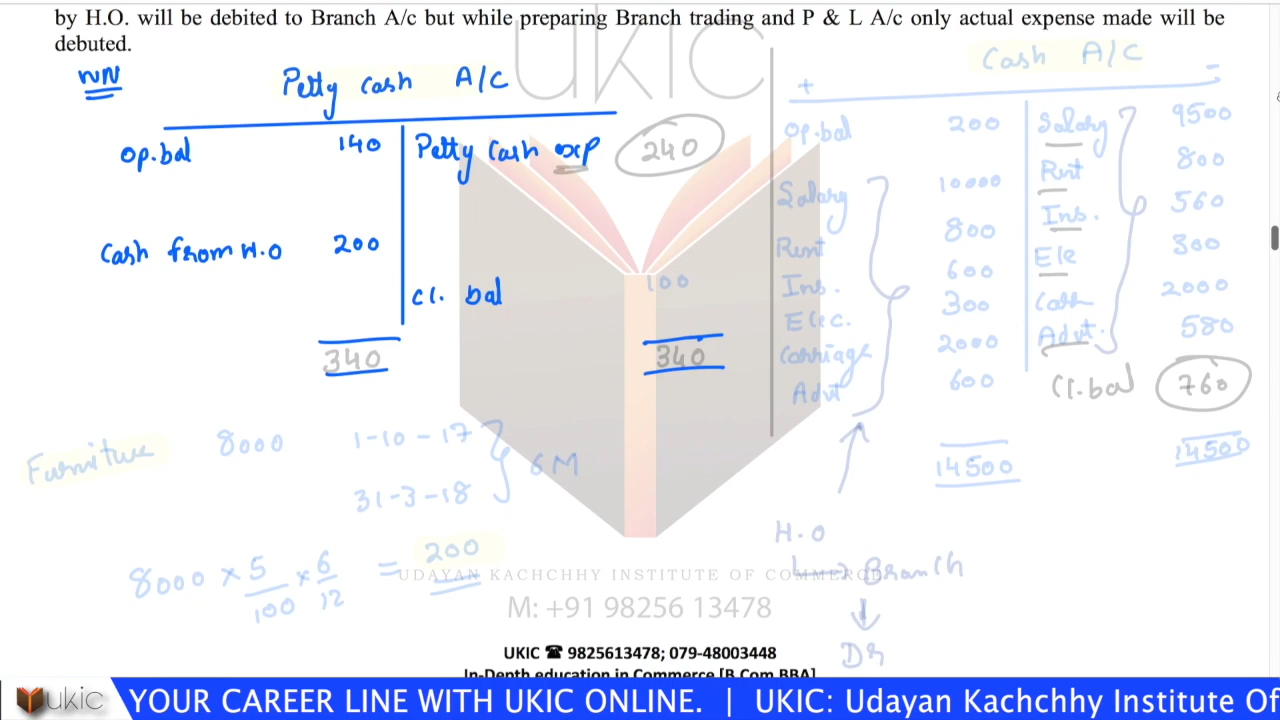 by H.O. will be debited to Branch A/c but while preparing Branch trading and P & L A/c only actual expense made will be
debuted.
UKIC
WN
Petty Cash A/C
Op.bal 140 Petty Cash exp 240
Cash from H.O 200
Cl. bal 100
340 340
Cash A/C
+ -
Op.bal 200 Salary 9500
Salary 10000 Rent 800
Rent 800 Ins. 560
Ins. 600 Ele 300
Elec. 300 Cash 2000
Carriage 2000 Advt. 580
Advt 600 Cl.bal 760
14500 14500
H.O
Branch
Dr
Furniture 8000 1-10-17
31-3-18
6M
8000 × 5/100 × 6/12 = 200
UDAYAN KACHCHHY INSTITUTE OF COMMERCE
M: +91 98256 13478
UKIC ☎ 9825613478; 079-48003448
In-Depth education in Commerce [B.Com,BBA]
ukic YOUR CAREER LINE WITH UKIC ONLINE. | UKIC: Udayan Kachchhy Institute Of